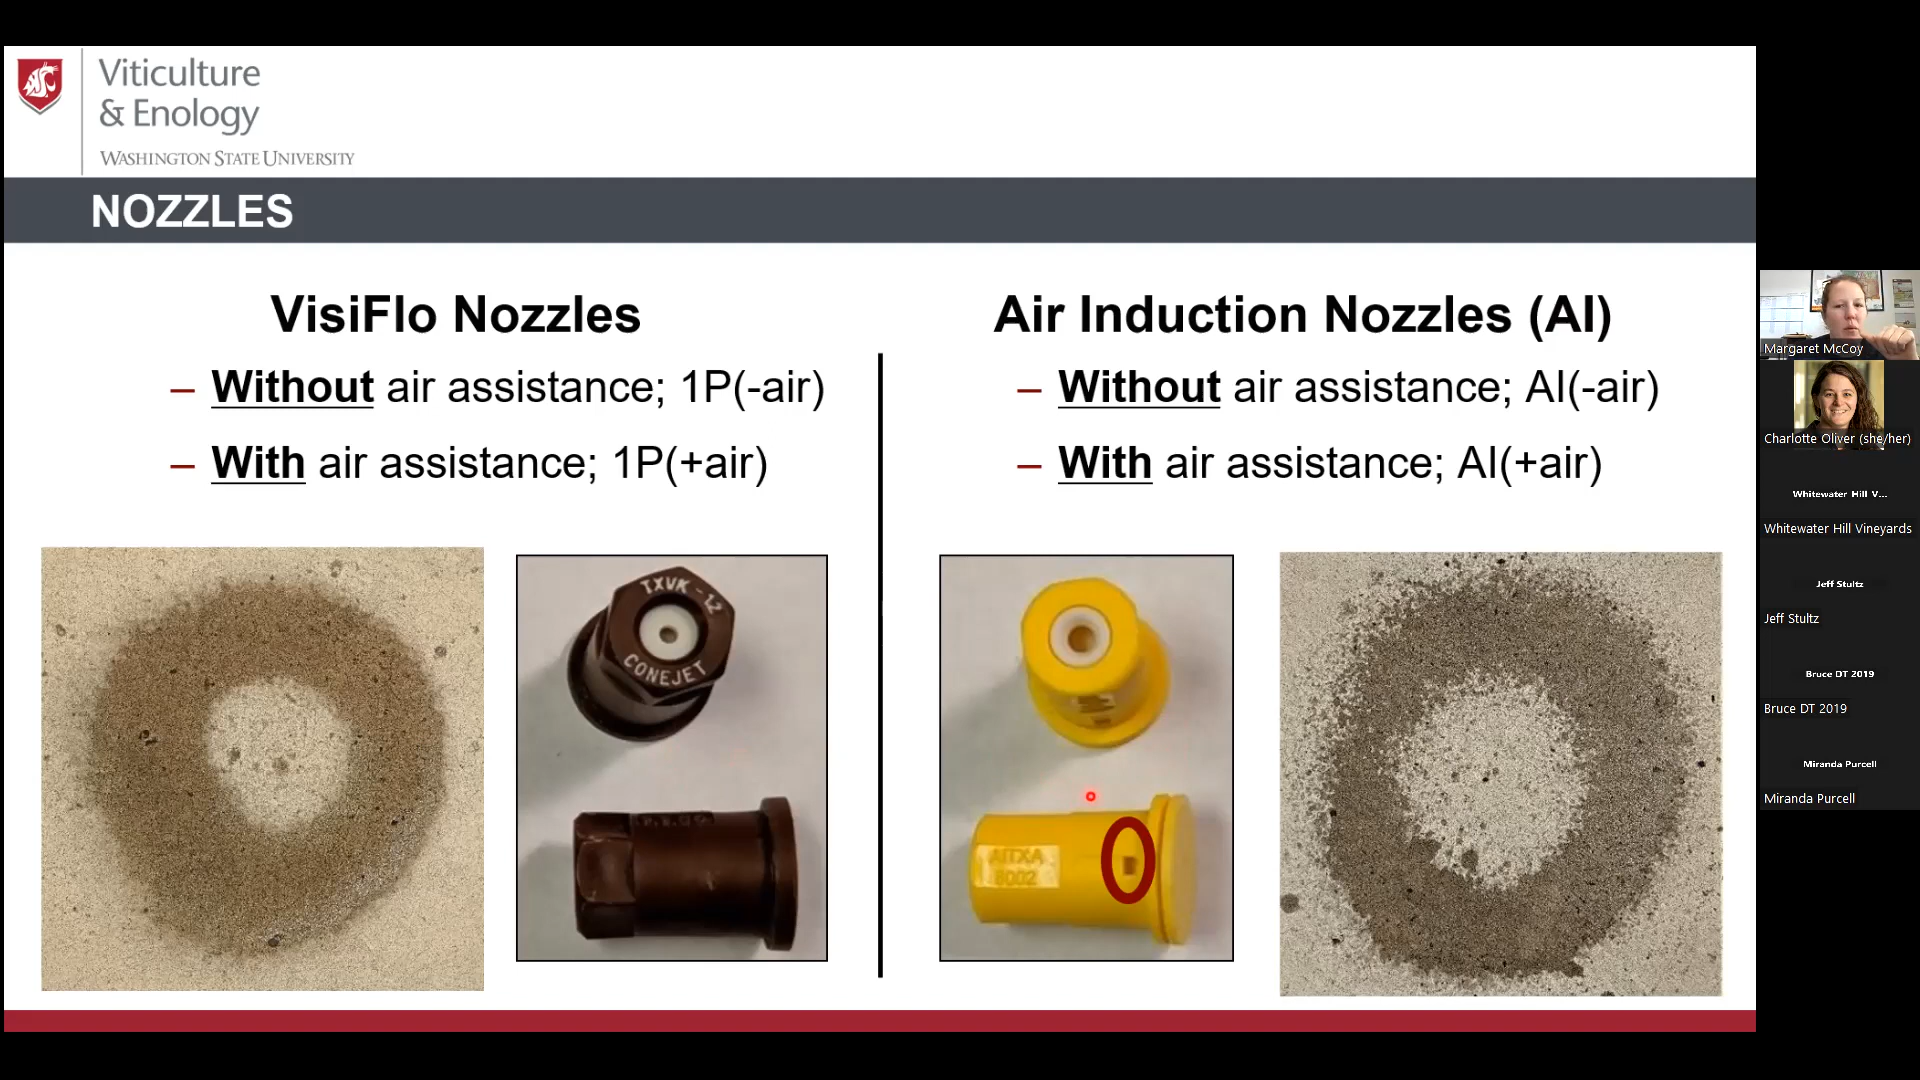 Viticulture
& Enology
WASHINGTON STATE UNIVERSITY
NOZZLES
VisiFlo Nozzles
– Without air assistance; 1P(-air)
– With air assistance; 1P(+air)
TXVK-12
CONEJET
Air Induction Nozzles (AI)
– Without air assistance; AI(-air)
– With air assistance; AI(+air)
AITXA
8002
Margaret McCoy
Charlotte Oliver (she/her)
Whitewater Hill V...
Whitewater Hill Vineyards
Jeff Stultz
Jeff Stultz
Bruce DT 2019
Bruce DT 2019
Miranda Purcell
Miranda Purcell